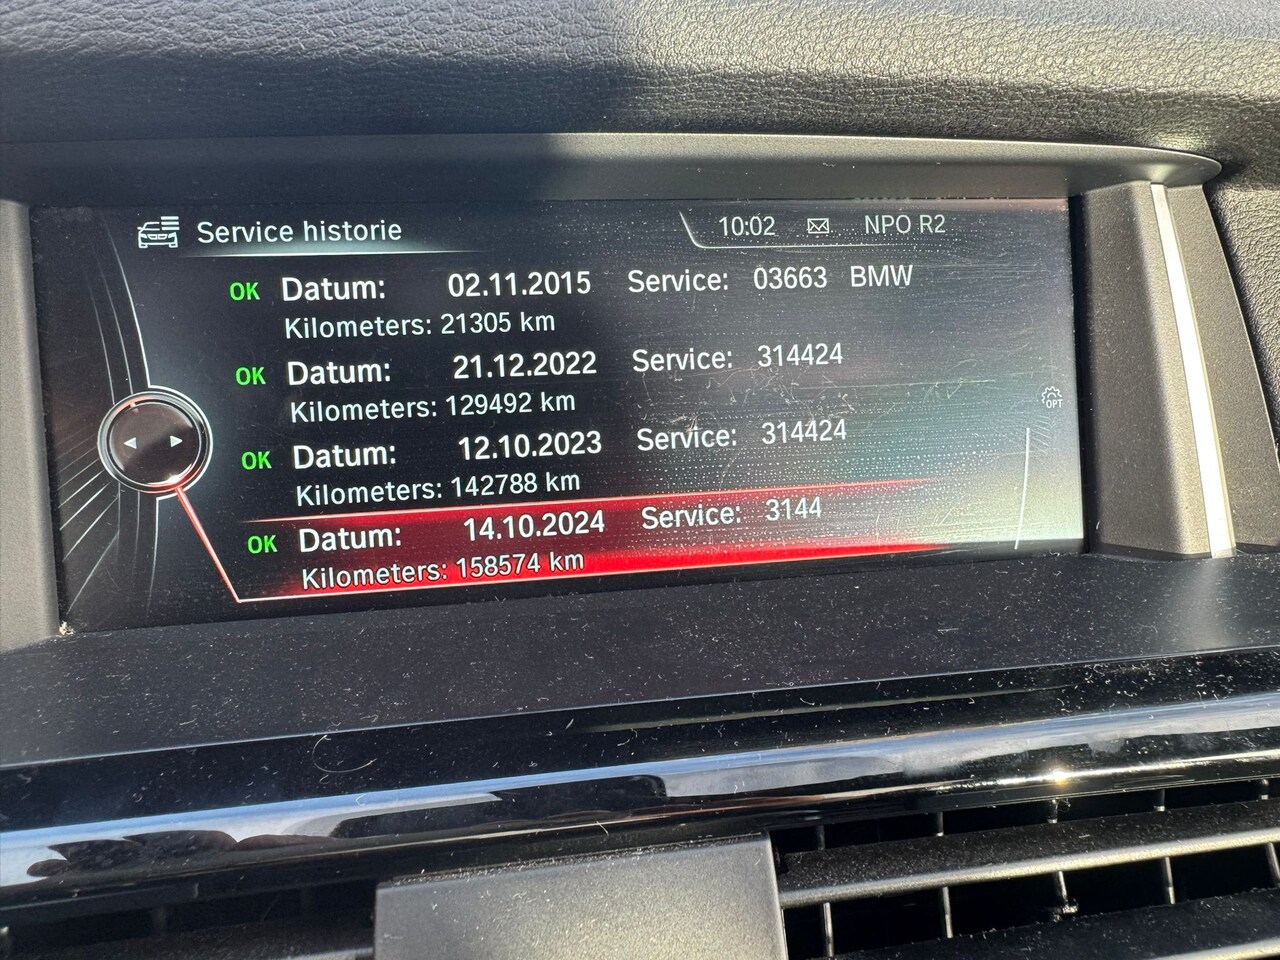 Service historie 10:02 NPO R2
OK Datum: 02.11.2015 Service: 03663 BMW
Kilometers: 21305 km
OK Datum: 21.12.2022 Service: 314424
Kilometers: 129492 km
OK Datum: 12.10.2023 Service: 314424
Kilometers: 142788 km
OK Datum: 14.10.2024 Service: 3144
Kilometers: 158574 km
OPT